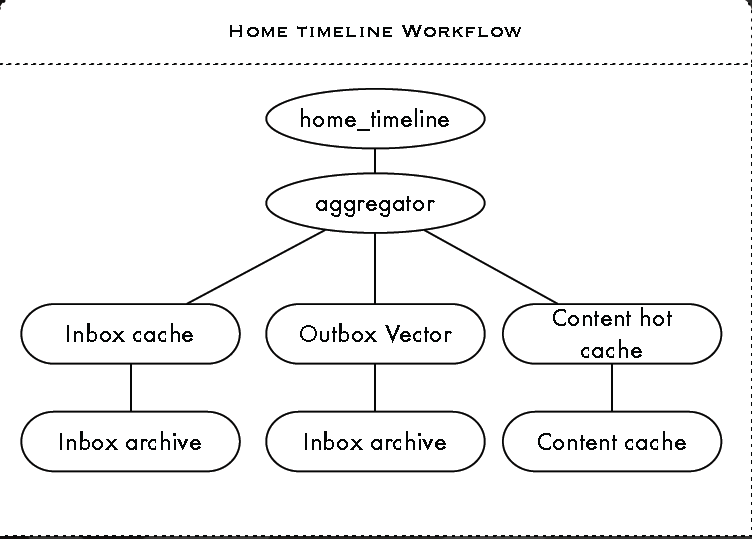 Home timeline Workflow
home_timeline
aggregator
Inbox cache
Outbox Vector
Content hot
cache
Inbox archive
Inbox archive
Content cache